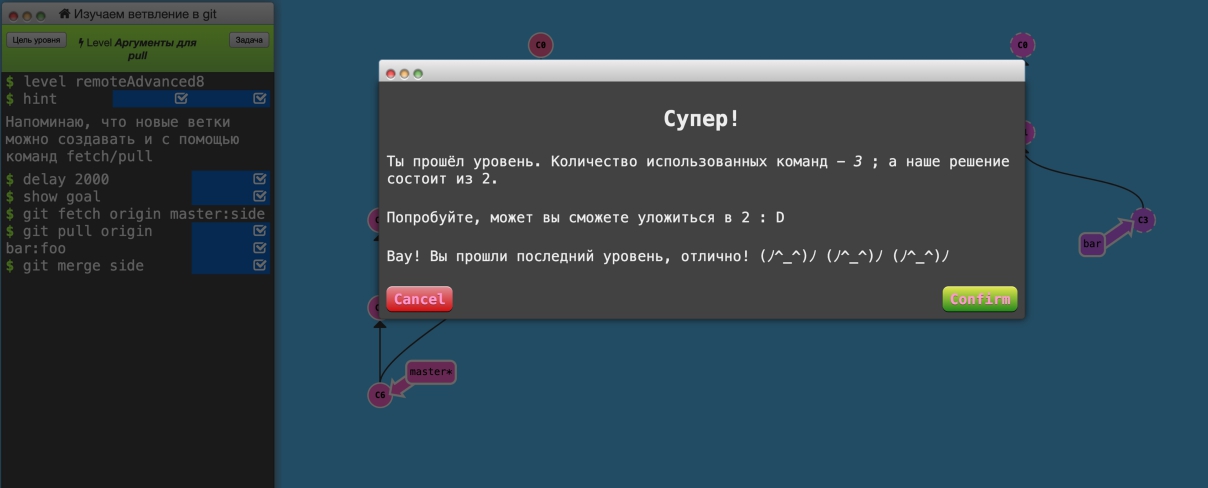 Изучаем ветвление в git
Цель уровня
Level Аргументы для
pull
Задача
$ level remoteAdvanced8
$ hint
Напоминаю, что новые ветки
можно создавать и с помощью
команд fetch/pull
$ delay 2000
$ show goal
$ git fetch origin master:side
$ git pull origin
bar:foo
$ git merge side
C0
C0
Супер!
Ты прошёл уровень. Количество использованных команд – 3 ; а наше решение
состоит из 2.
Попробуйте, может вы сможете уложиться в 2 : D
Вау! Вы прошли последний уровень, отлично! (ﾉ^_^)ﾉ (ﾉ^_^)ﾉ (ﾉ^_^)ﾉ
Cancel
Confirm
C3
bar
master*
C6